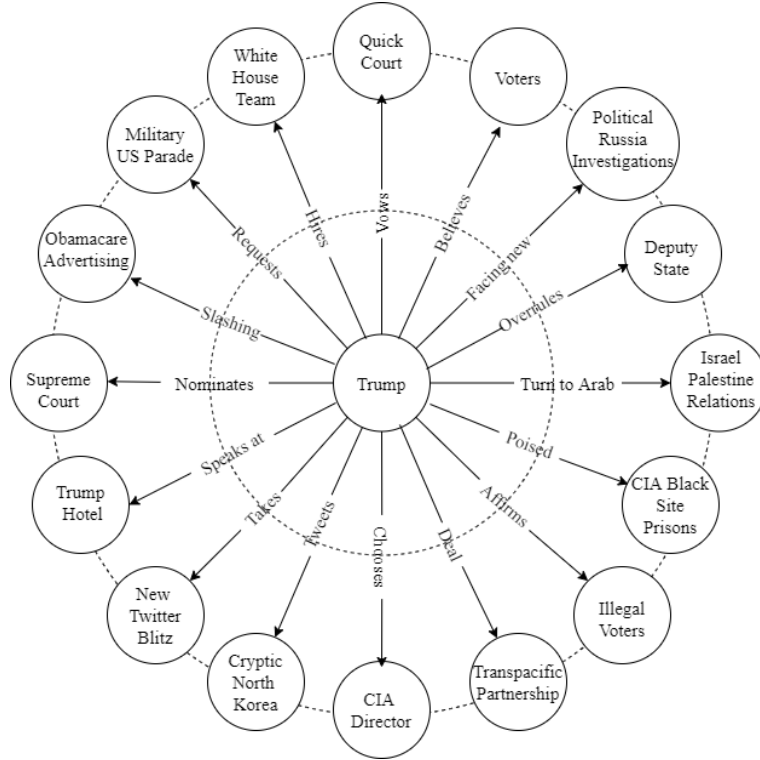 Quick
Court
White
House
Team
Voters
Military
US Parade
Political
Russia
Investigations
Vows
Hires
Believes
Requests
Facing new
Obamacare
Advertising
Deputy
State
Slashing
Overrules
Supreme
Court
Nominates
Trump
Turn to Arab
Israel
Palestine
Relations
Speaks at
Poised
Trump
Hotel
CIA Black
Site
Prisons
Takes
Tweets
Chooses
Deal
Affirms
New
Twitter
Blitz
Illegal
Voters
Cryptic
North
Korea
CIA
Director
Transpacific
Partnership